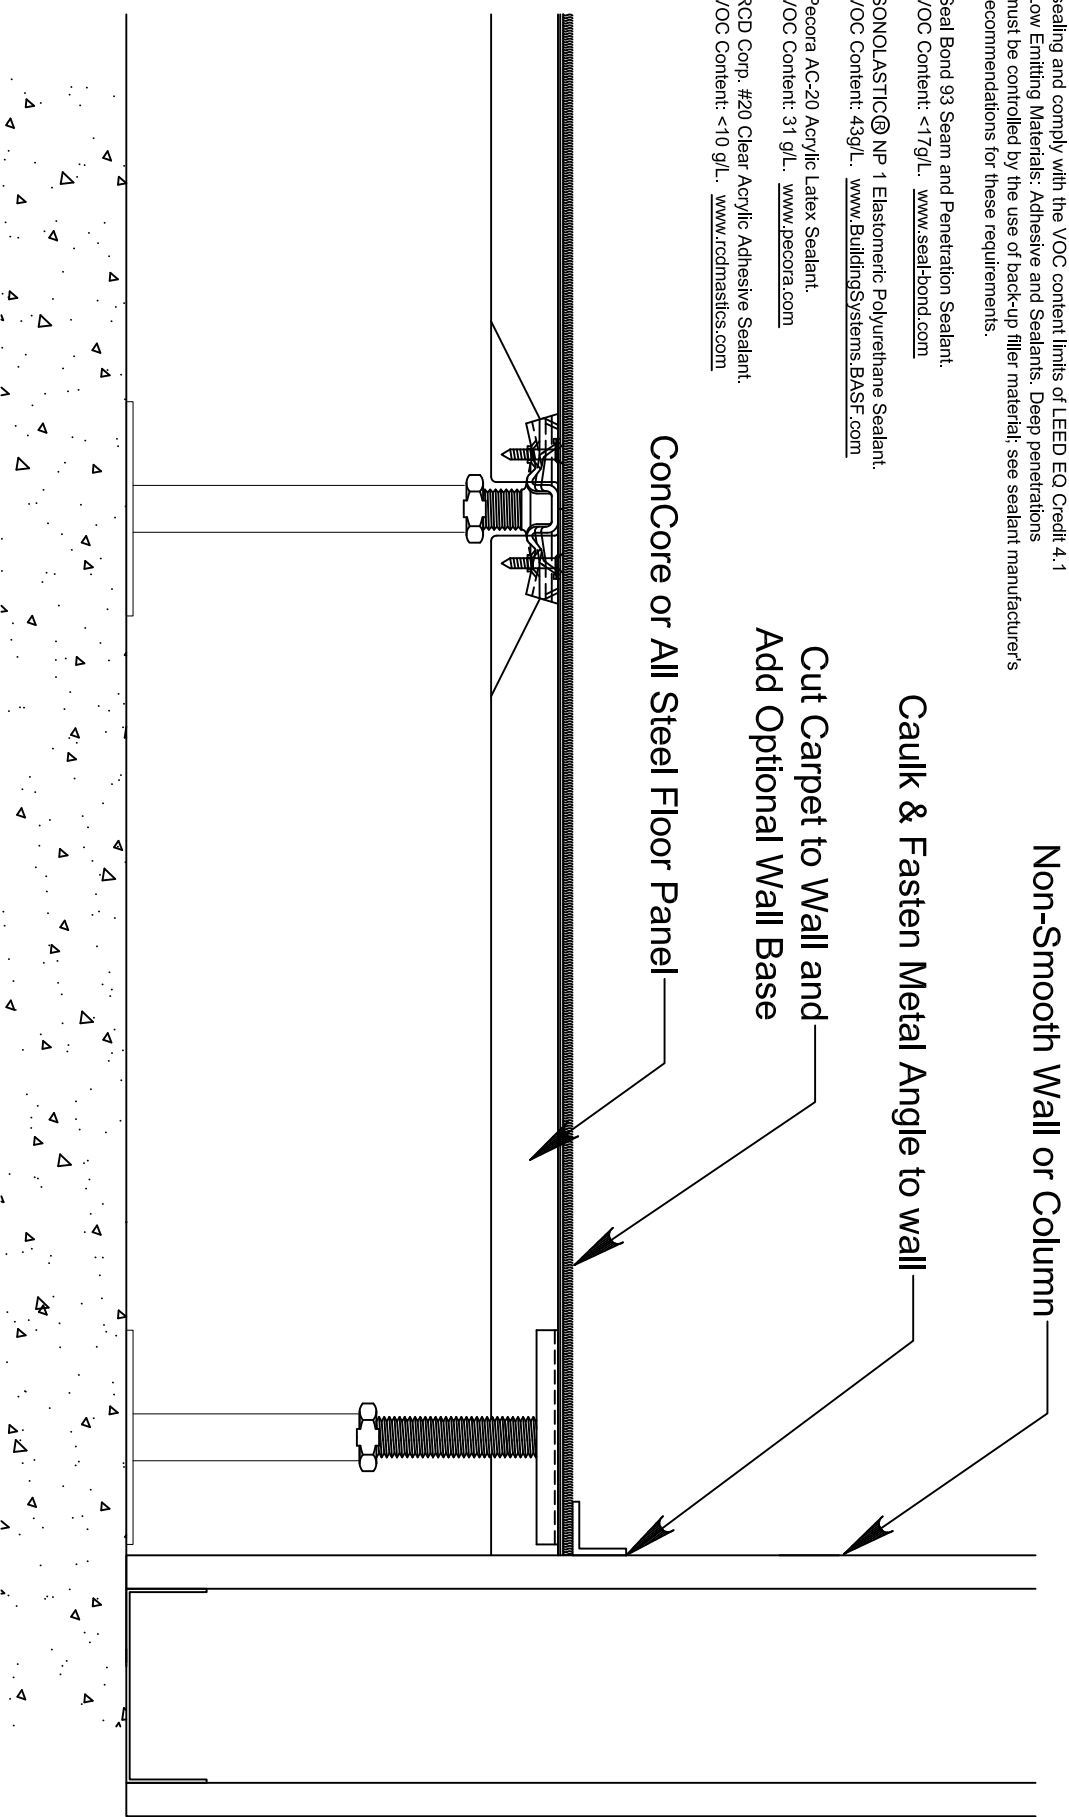 sealing and comply with the VOC content limits of LEED EQ Credit 4.1
Low Emitting Materials: Adhesive and Sealants. Deep penetrations
must be controlled by the use of back-up filler material; see sealant manufacturer's
recommendations for these requirements.
Seal Bond 93 Seam and Penetration Sealant.
VOC Content: <17g/L. www.seal-bond.com
SONOLASTIC® NP 1 Elastomeric Polyurethane Sealant.
VOC Content: 43g/L. www.BuildingSystems.BASF.com
Pecora AC-20 Acrylic Latex Sealant.
VOC Content: 31 g/L. www.pecora.com
RCD Corp. #20 Clear Acrylic Adhesive Sealant.
VOC Content: <10 g/L. www.rcdmastics.com
Non-Smooth Wall or Column
Caulk & Fasten Metal Angle to wall
Cut Carpet to Wall and
Add Optional Wall Base
ConCore or All Steel Floor Panel